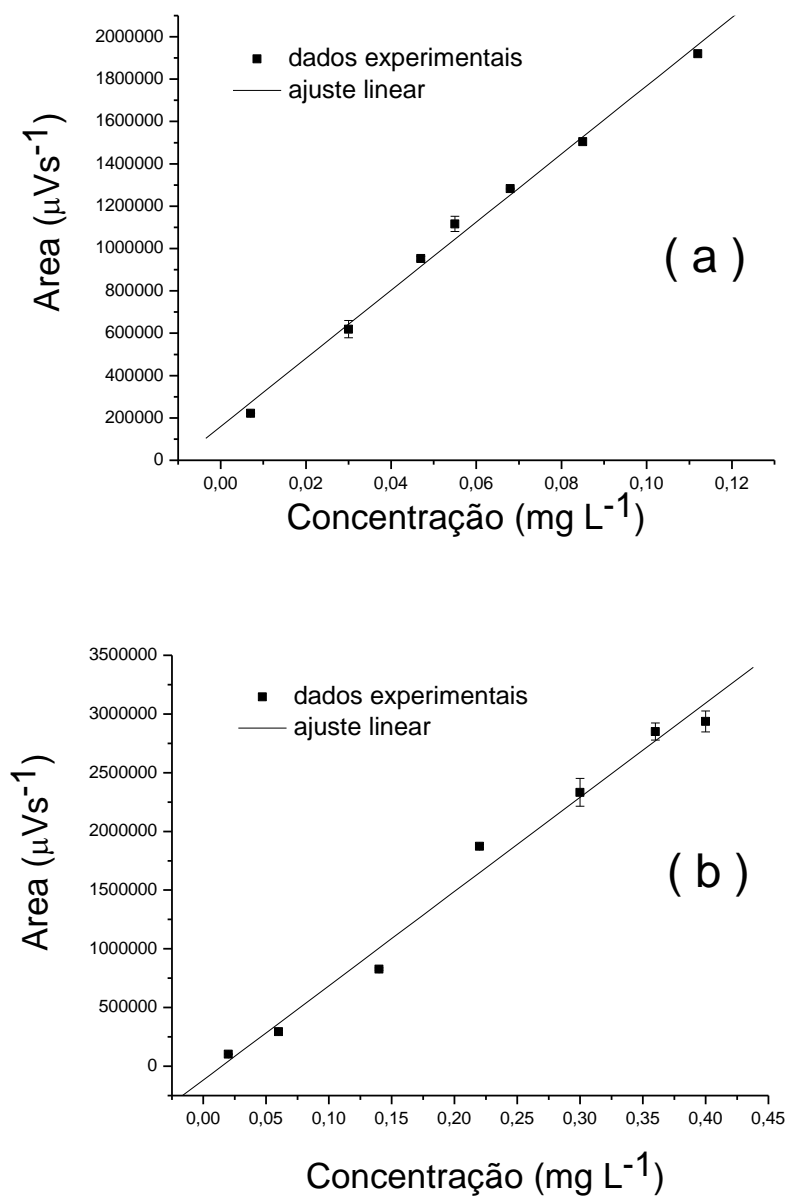 2000000
1800000
1600000
1400000
1200000
1000000
800000
600000
400000
200000
0
Area (μVs-1)
dados experimentais
ajuste linear
( a )
0,00 0,02 0,04 0,06 0,08 0,10 0,12
Concentração (mg L-1)
3500000
3000000
2500000
2000000
1500000
1000000
500000
0
Area (μVs-1)
dados experimentais
ajuste linear
( b )
0,00 0,05 0,10 0,15 0,20 0,25 0,30 0,35 0,40 0,45
Concentração (mg L-1)